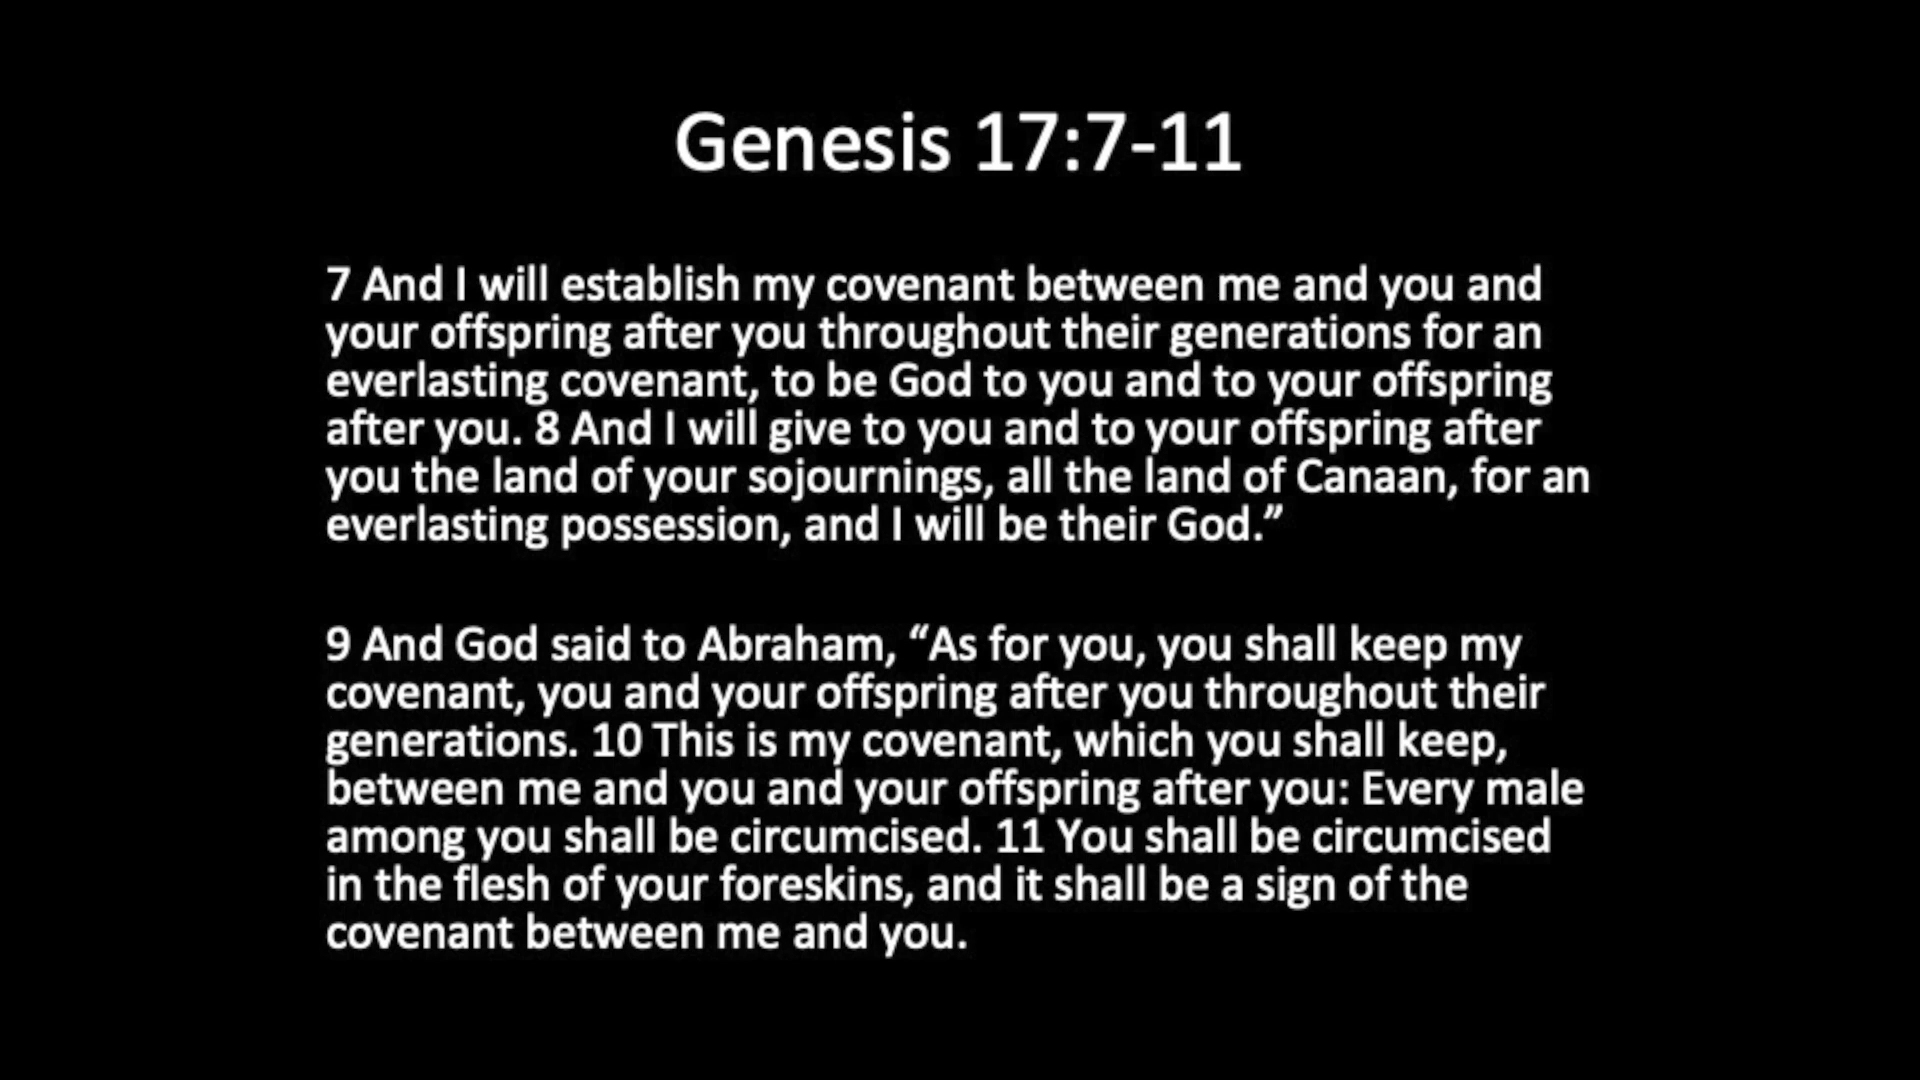 Genesis 17:7-11
7 And I will establish my covenant between me and you and
your offspring after you throughout their generations for an
everlasting covenant, to be God to you and to your offspring
after you. 8 And I will give to you and to your offspring after
you the land of your sojournings, all the land of Canaan, for an
everlasting possession, and I will be their God.”
9 And God said to Abraham, “As for you, you shall keep my
covenant, you and your offspring after you throughout their
generations. 10 This is my covenant, which you shall keep,
between me and you and your offspring after you: Every male
among you shall be circumcised. 11 You shall be circumcised
in the flesh of your foreskins, and it shall be a sign of the
covenant between me and you.